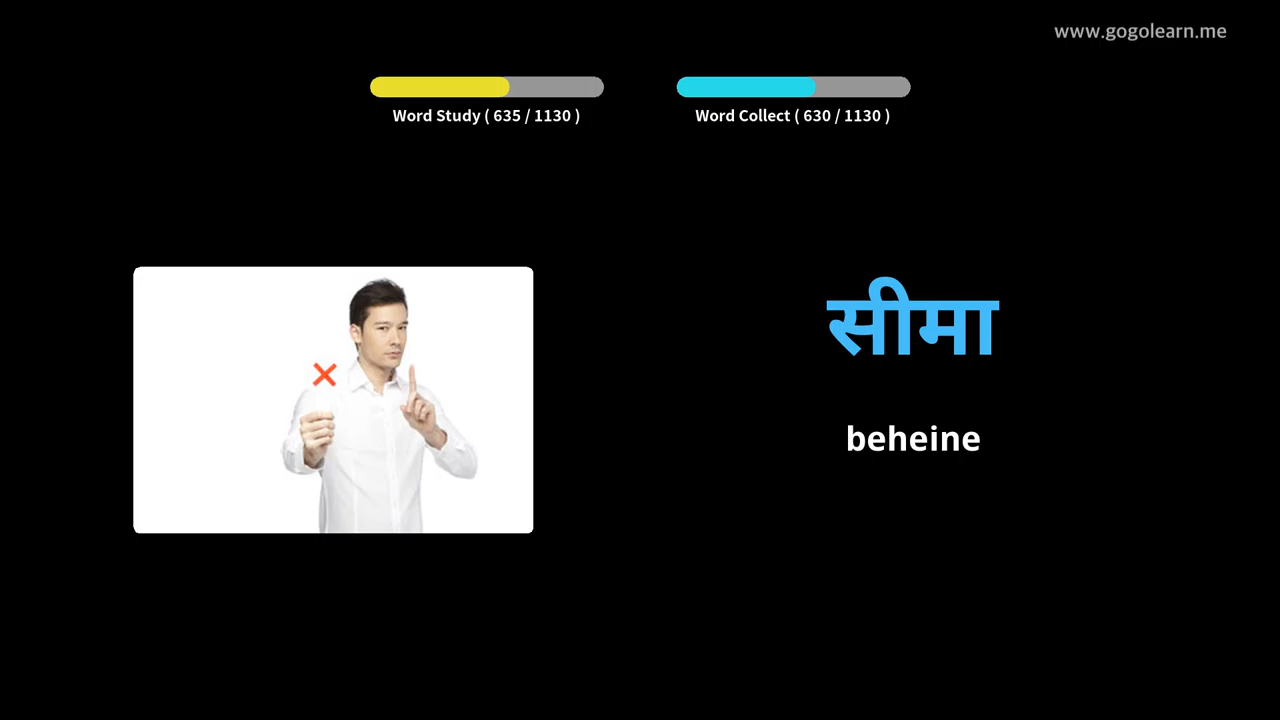 www.gogolearn.me
Word Study ( 635 / 1130 )
Word Collect ( 630 / 1130 )
सीमा
beheine